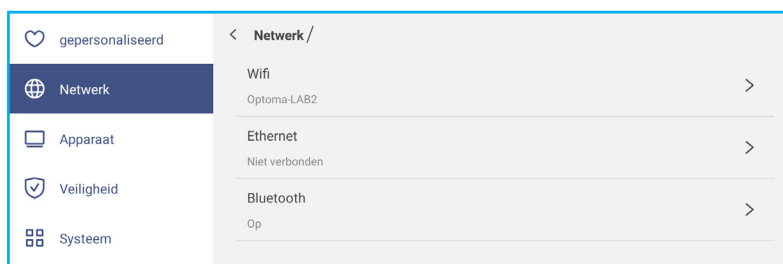 gepersonaliseerd
Netwerk
Apparaat
Veiligheid
Systeem
< Netwerk /
Wifi
Optoma-LAB2
Ethernet
Niet verbonden
Bluetooth
Op